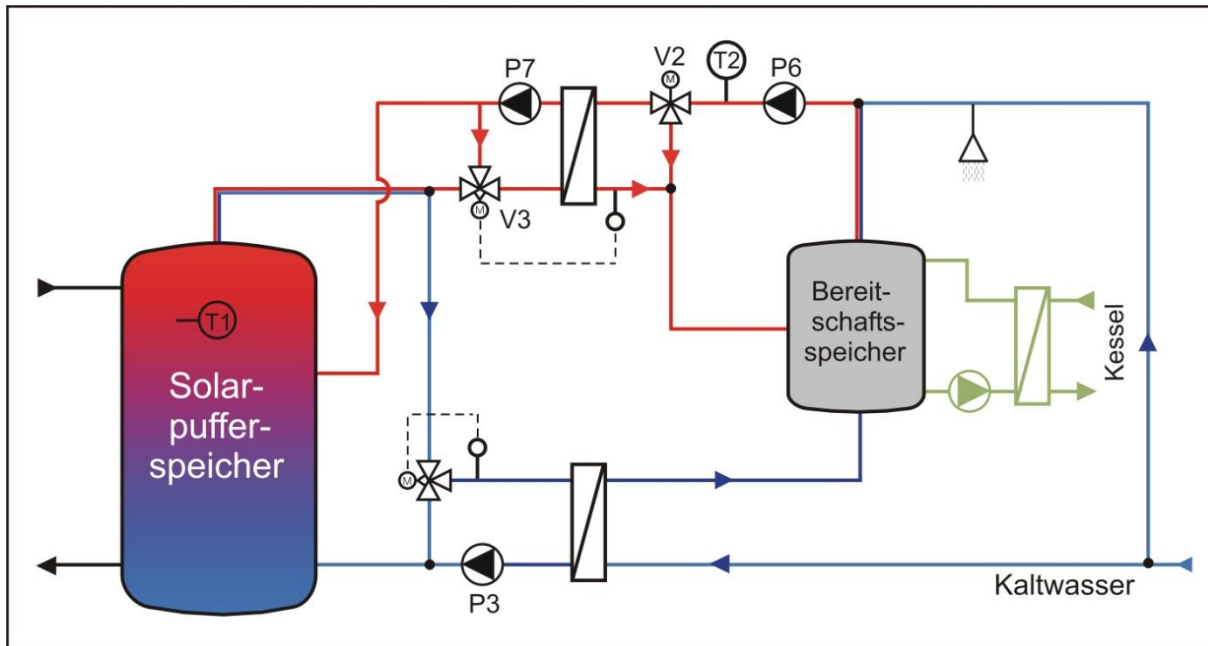 P7
V2
T2
P6
M
V3
M
T1
Solar-
puffer-
speicher
Bereit-
schafts-
speicher
Kessel
M
P3
Kaltwasser